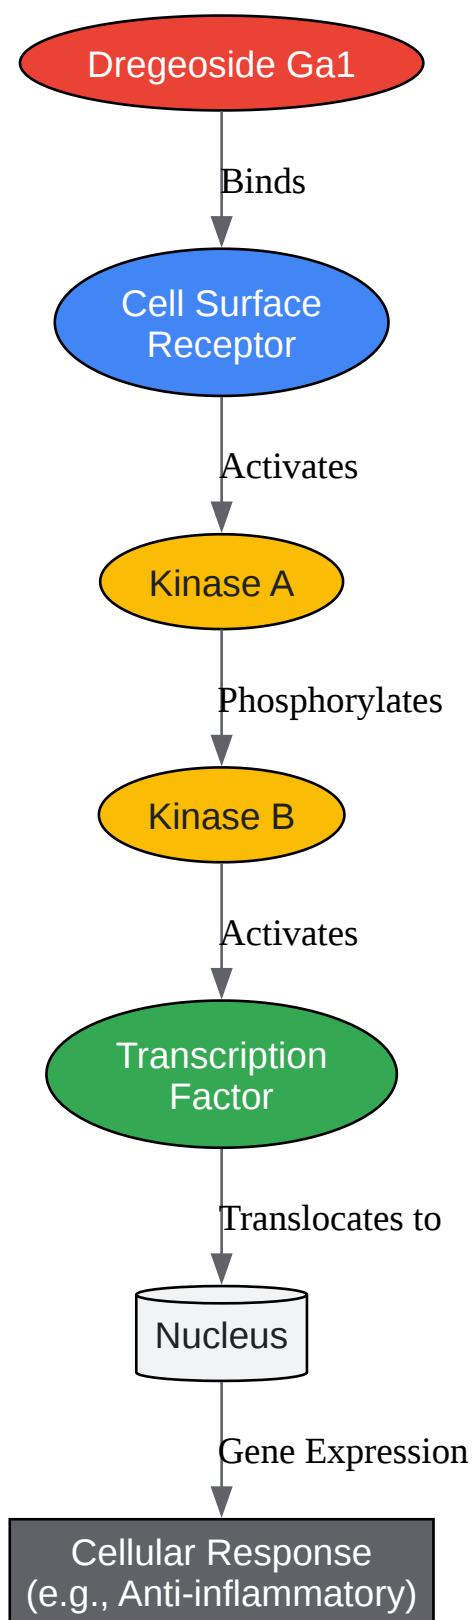 Dregeoside Ga1
Binds
Cell Surface
Receptor
Activates
Kinase A
Phosphorylates
Kinase B
Activates
Transcription
Factor
Translocates to
Nucleus
Gene Expression
Cellular Response
(e.g., Anti-inflammatory)